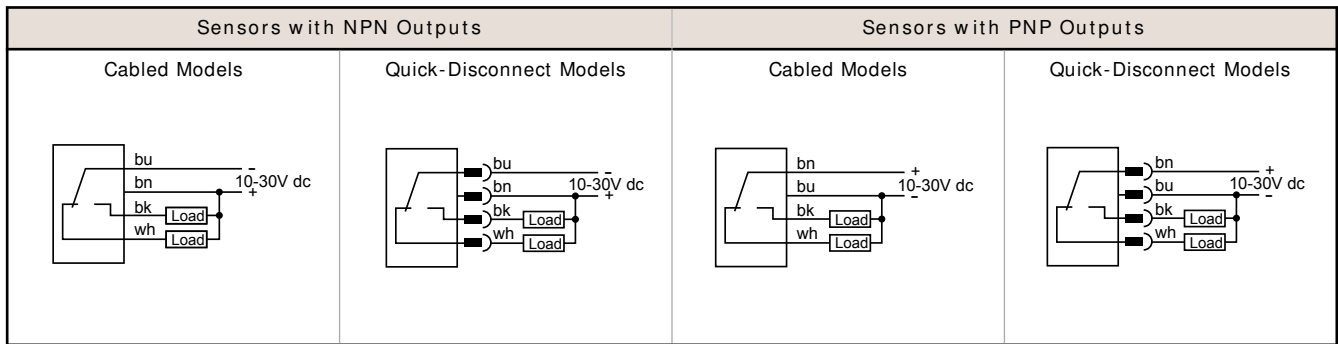 Sensors with NPN Outputs
Sensors with PNP Outputs
Cabled Models
Quick-Disconnect Models
Cabled Models
Quick-Disconnect Models
bu
-
bn
10-30V dc
+
bk
Load
wh
Load
bu
-
bn
10-30V dc
+
bk
Load
wh
Load
bn
+
bu
10-30V dc
-
bk
Load
wh
Load
bn
+
bu
10-30V dc
-
bk
Load
wh
Load